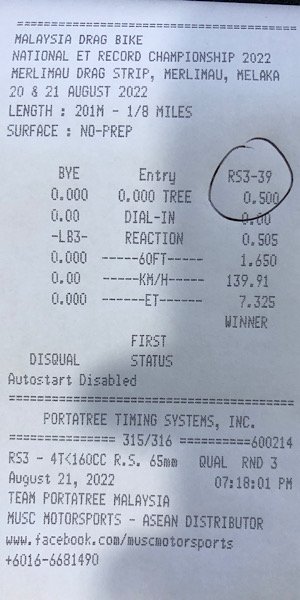 ================================
MALAYSIA DRAG BIKE
NATIONAL ET RECORD CHAMPIONSHIP 2022
MERLIMAU DRAG STRIP, MERLIMAU, MELAKA
20 & 21 AUGUST 2022
LENGTH : 201M - 1/8 MILES
SURFACE : NO-PREP
BYE Entry RS3-39
0.000 0.000 TREE 0.500
0.00 DIAL-IN 0.00
-LB3- REACTION 0.505
0.000 -----60FT----- 1.650
0.00 -----KM/H----- 139.91
0.000 ------ET------ 7.325
WINNER
FIRST
DISQUAL STATUS
Autostart Disabled
========================================
PORTATREE TIMING SYSTEMS, INC.
=============== 315/316 ==========600214
RS3 - 4T<160CC R.S. 65mm QUAL RND 3
August 21, 2022 07:18:01 PM
TEAM PORTATREE MALAYSIA
MUSC MOTORSPORTS - ASEAN DISTRIBUTOR
www.facebook.com/muscmotorsports
+6016-6681490